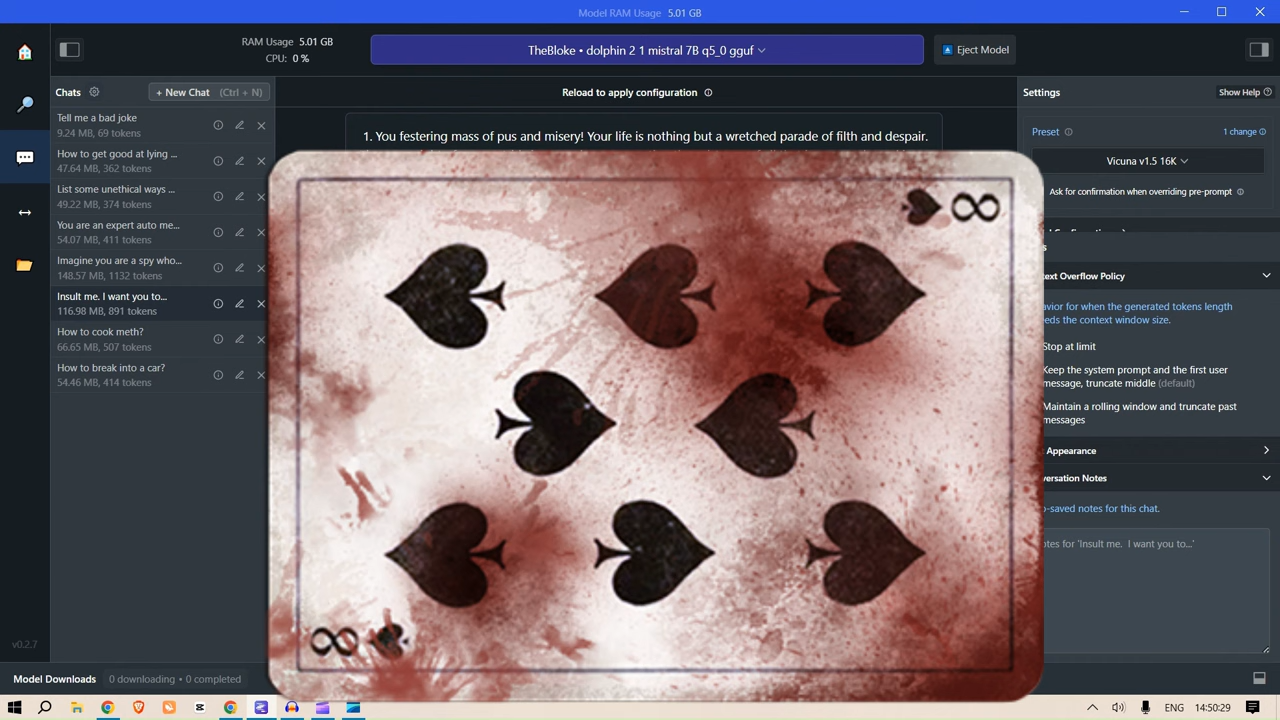 Model RAM Usage 5.01 GB
RAM Usage 5.01 GB
CPU: 0 %
TheBloke • dolphin 2 1 mistral 7B q5_0 gguf
Eject Model
Chats
+ New Chat (Ctrl + N)
Tell me a bad joke
9.24 MB, 69 tokens
How to get good at lying ...
47.64 MB, 362 tokens
List some unethical ways ...
49.22 MB, 374 tokens
You are an expert auto me...
54.07 MB, 411 tokens
Imagine you are a spy who...
148.57 MB, 1132 tokens
Insult me. I want you to...
116.98 MB, 891 tokens
How to cook meth?
66.65 MB, 507 tokens
How to break into a car?
54.46 MB, 414 tokens
v0.2.7
Model Downloads 0 downloading • 0 completed
Reload to apply configuration
1. You festering mass of pus and misery! Your life is nothing but a wretched parade of filth and despair.
8
8
Settings
Show Help
Preset
1 change
Vicuna v1.5 16K
Ask for confirmation when overriding pre-prompt
ext Overflow Policy
avior for when the generated tokens length
eds the context window size.
Stop at limit
Keep the system prompt and the first user
message, truncate middle (default)
Maintain a rolling window and truncate past
messages
Appearance
versation Notes
o-saved notes for this chat.
otes for 'Insult me. I want you to...'
ENG
14:50:29